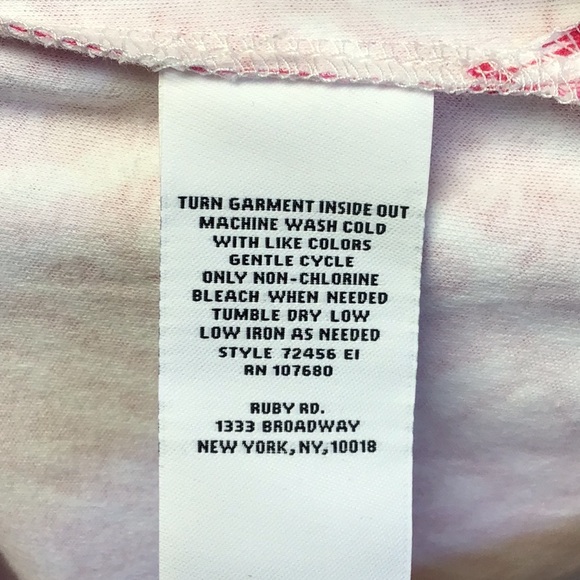 TURN GARMENT INSIDE OUT
MACHINE WASH COLD
WITH LIKE COLORS
GENTLE CYCLE
ONLY NON-CHLORINE
BLEACH WHEN NEEDED
TUMBLE DRY LOW
LOW IRON AS NEEDED
STYLE 72456 EI
RN 107680
RUBY RD.
1333 BROADWAY
NEW YORK, NY, 10018